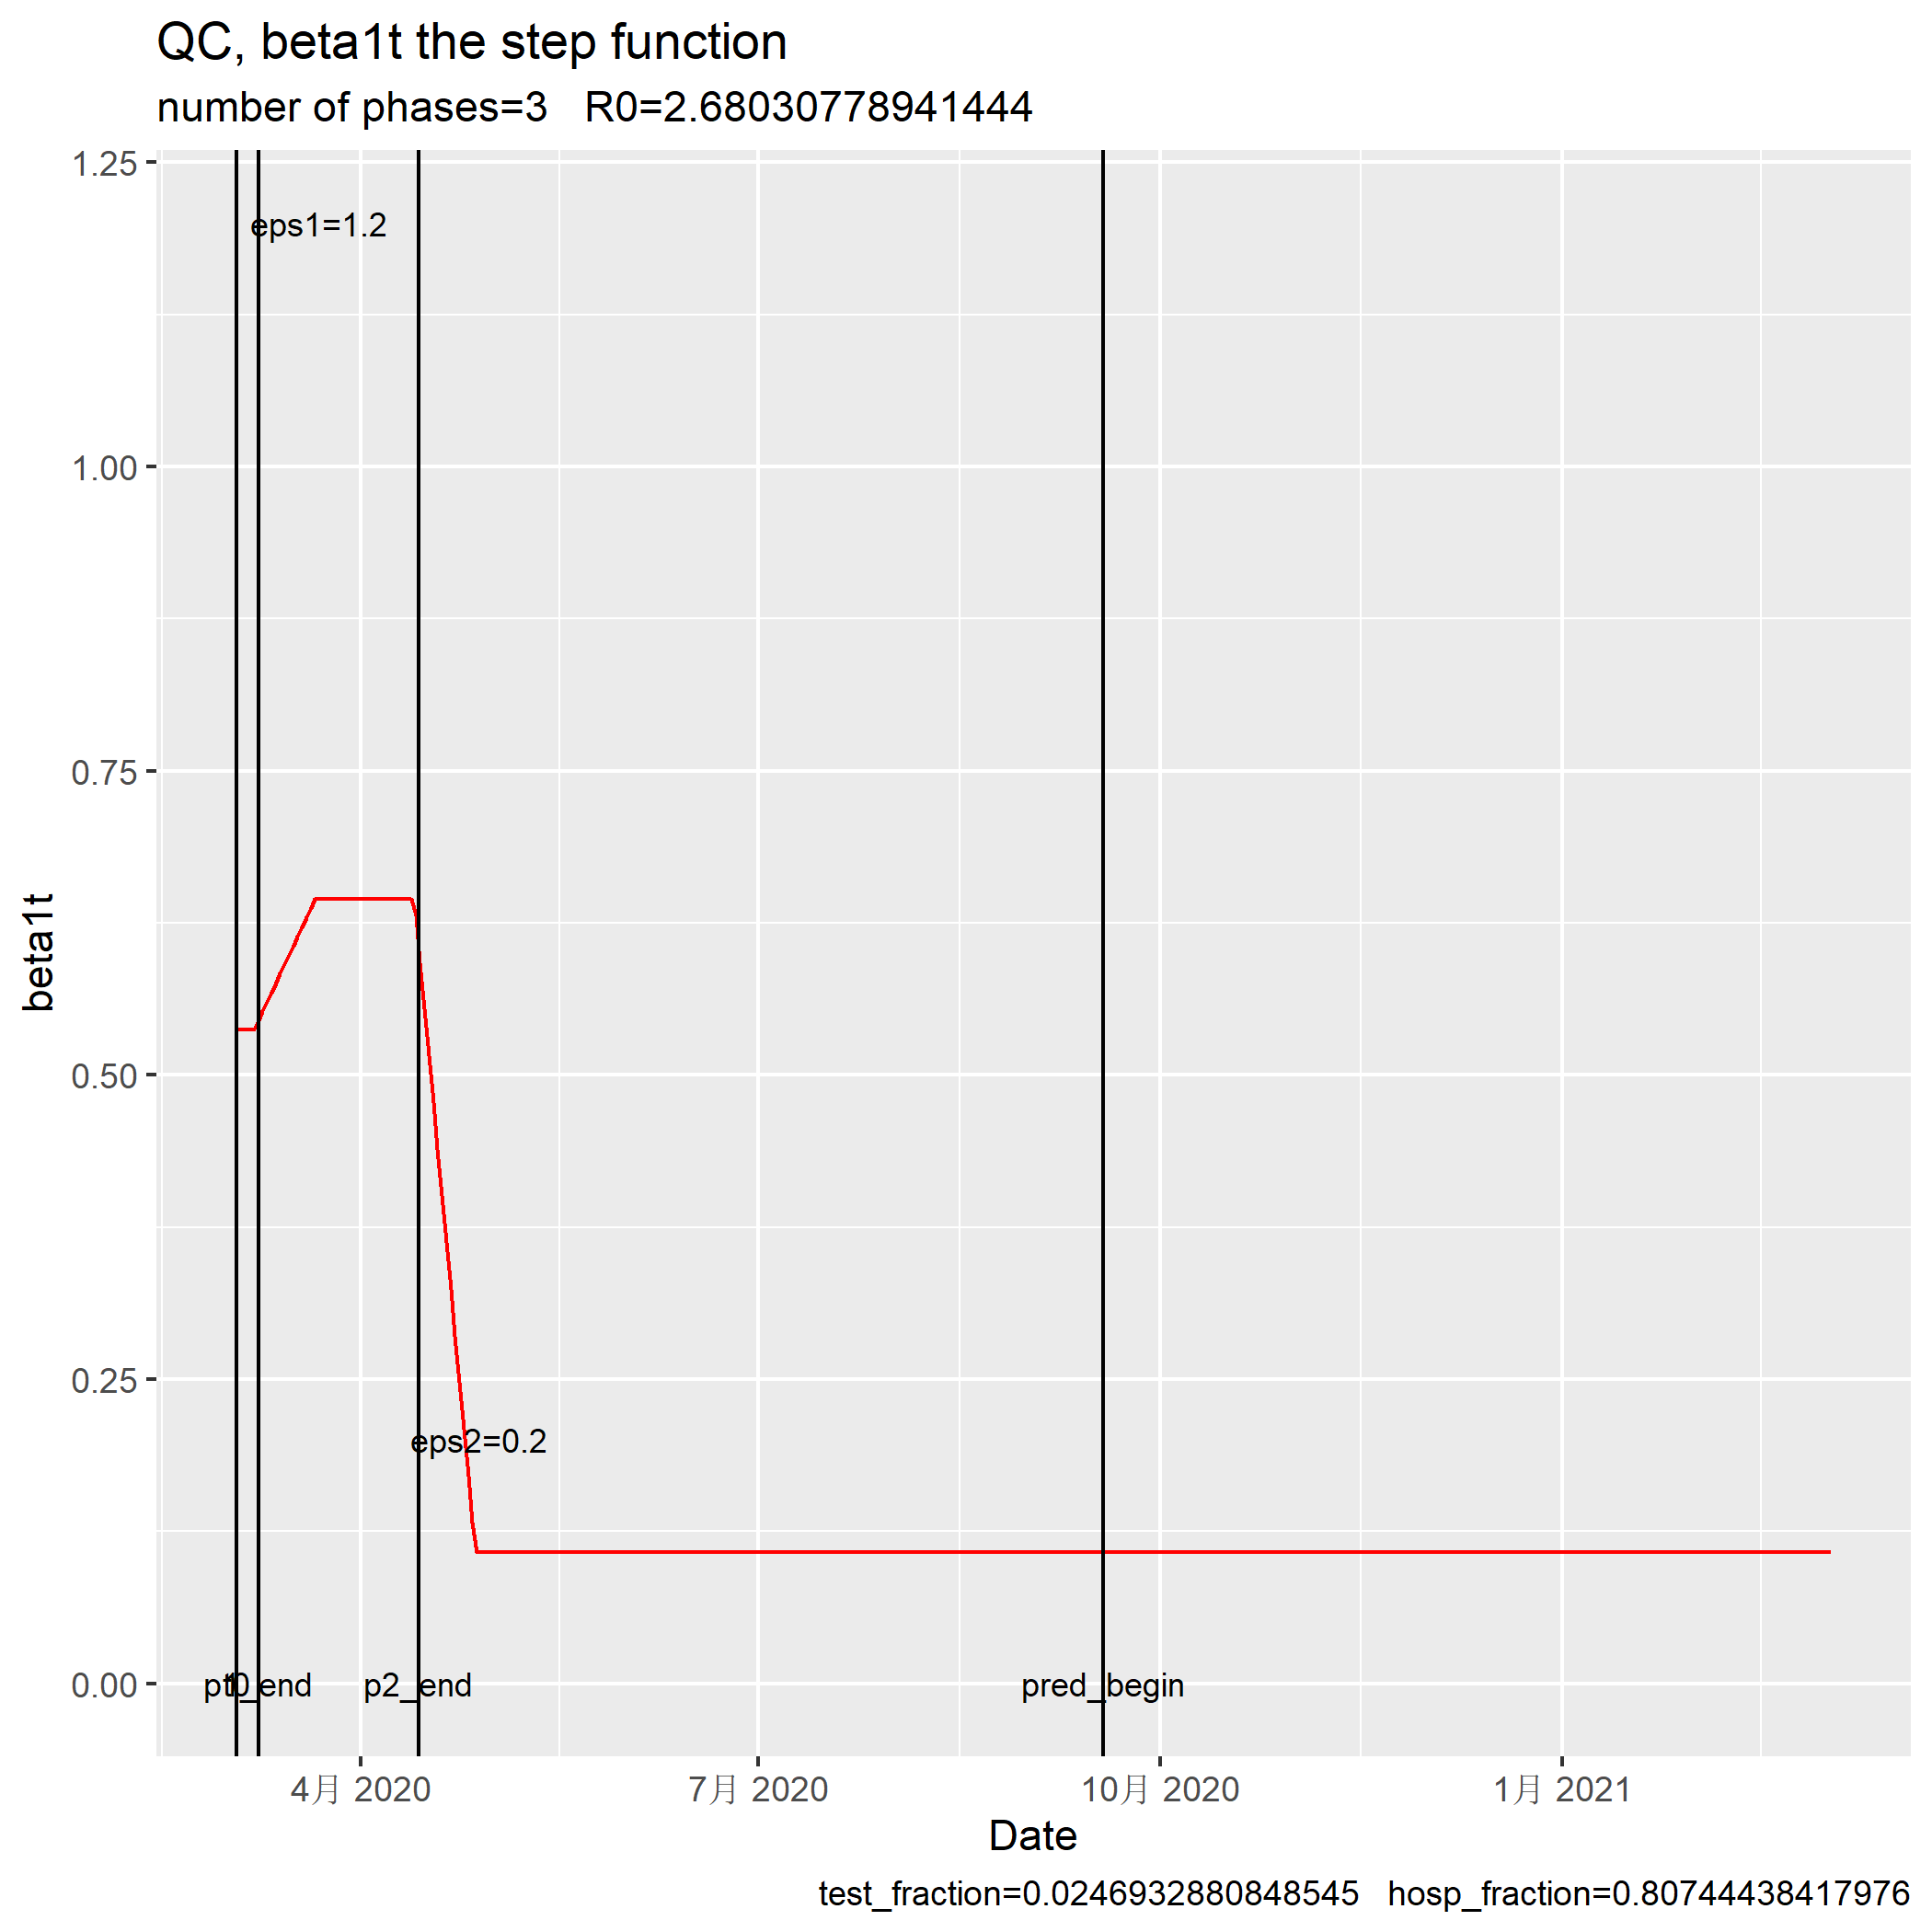 QC, beta1t the step function
number of phases=3   R0=2.68030778941444
1.25
eps1=1.2
1.00
0.75
beta1t
0.50
0.25
eps2=0.2
0.00
p2_end
pred_begin
4月 2020
7月 2020
10月 2020
1月 2021
Date
test_fraction=0.0246932880848545   hosp_fraction=0.80744438417976